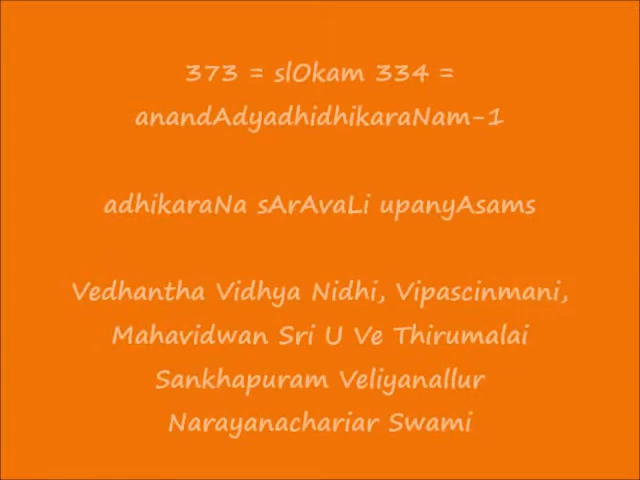 373 = slOkam 334 =
anandAdyadhidhikaraNam-1
adhikaraNa sArAvaLi upanyAsams
Vedhantha Vidhya Nidhi, Vipascinmani,
Mahavidwan Sri U Ve Thirumalai
Sankhapuram Veliyanallur
Narayanachariar Swami